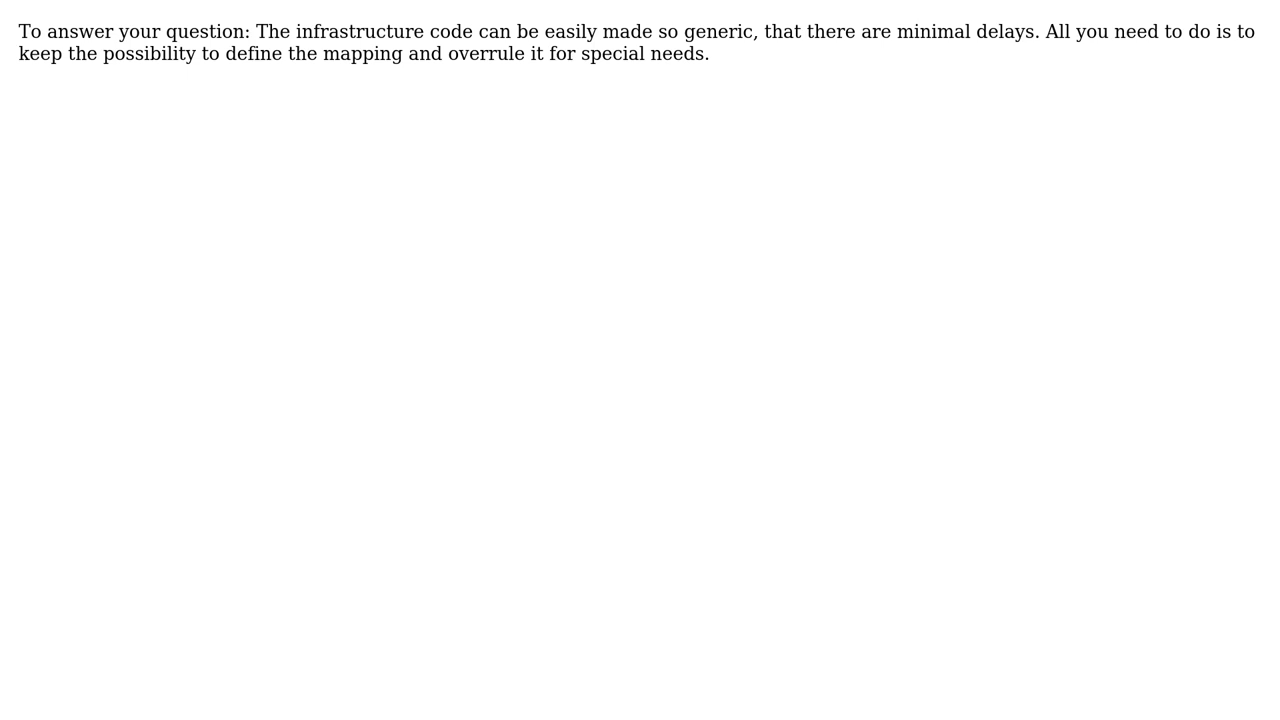 To answer your question: The infrastructure code can be easily made so generic, that there are minimal delays. All you need to do is to
keep the possibility to define the mapping and overrule it for special needs.